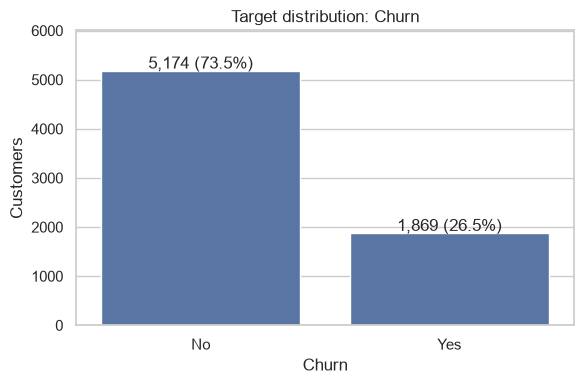 Target distribution: Churn
6000
5000
4000
3000
2000
1000
0
Customers
5,174 (73.5%)
1,869 (26.5%)
No
Yes
Churn